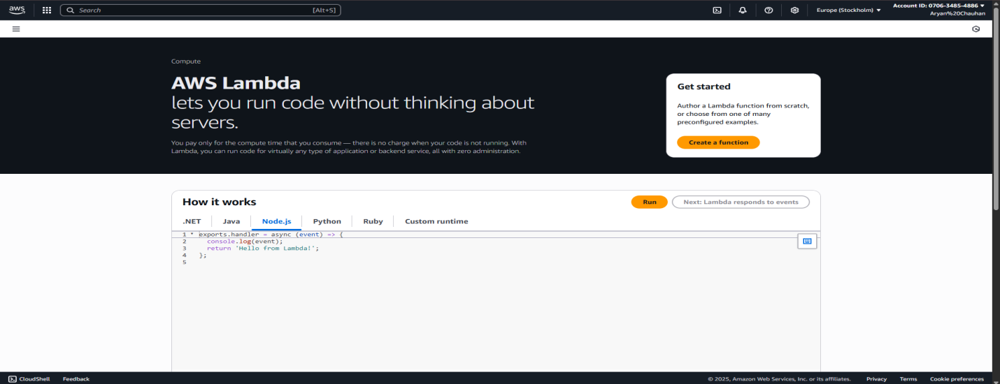 aws
Search [Alt+S]
Europe (Stockholm)
Account ID: 0706-3485-4886
Aryan%20Chauhan
Compute
AWS Lambda
lets you run code without thinking about
servers.
You pay only for the compute time that you consume — there is no charge when your code is not running. With
Lambda, you can run code for virtually any type of application or backend service, all with zero administration.
Get started
Author a Lambda function from scratch,
or choose from one of many
preconfigured examples.
Create a function
How it works
Run
Next: Lambda responds to events
.NET Java Node.js Python Ruby Custom runtime
1 exports.handler = async (event) => {
2 console.log(event);
3 return 'Hello from Lambda!';
4 };
5
CloudShell Feedback
© 2025, Amazon Web Services, Inc. or its affiliates. Privacy Terms Cookie preferences